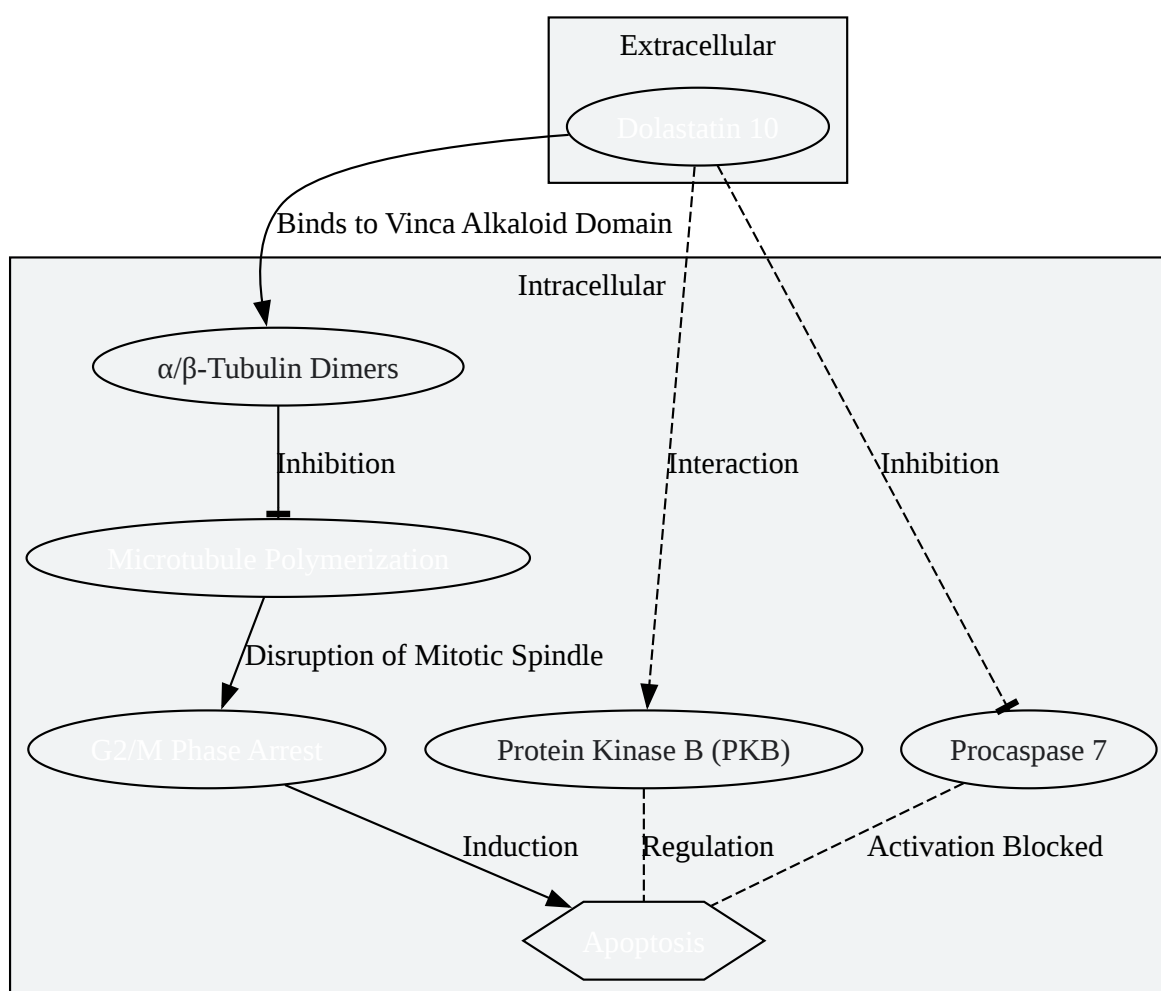 Extracellular
Dolastatin 10
Binds to Vinca Alkaloid Domain
Intracellular
α/β-Tubulin Dimers
Inhibition
Interaction
Inhibition
Microtubule Polymerization
Disruption of Mitotic Spindle
G2/M Phase Arrest
Protein Kinase B (PKB)
Procaspase 7
Induction
Regulation
Activation Blocked
Apoptosis